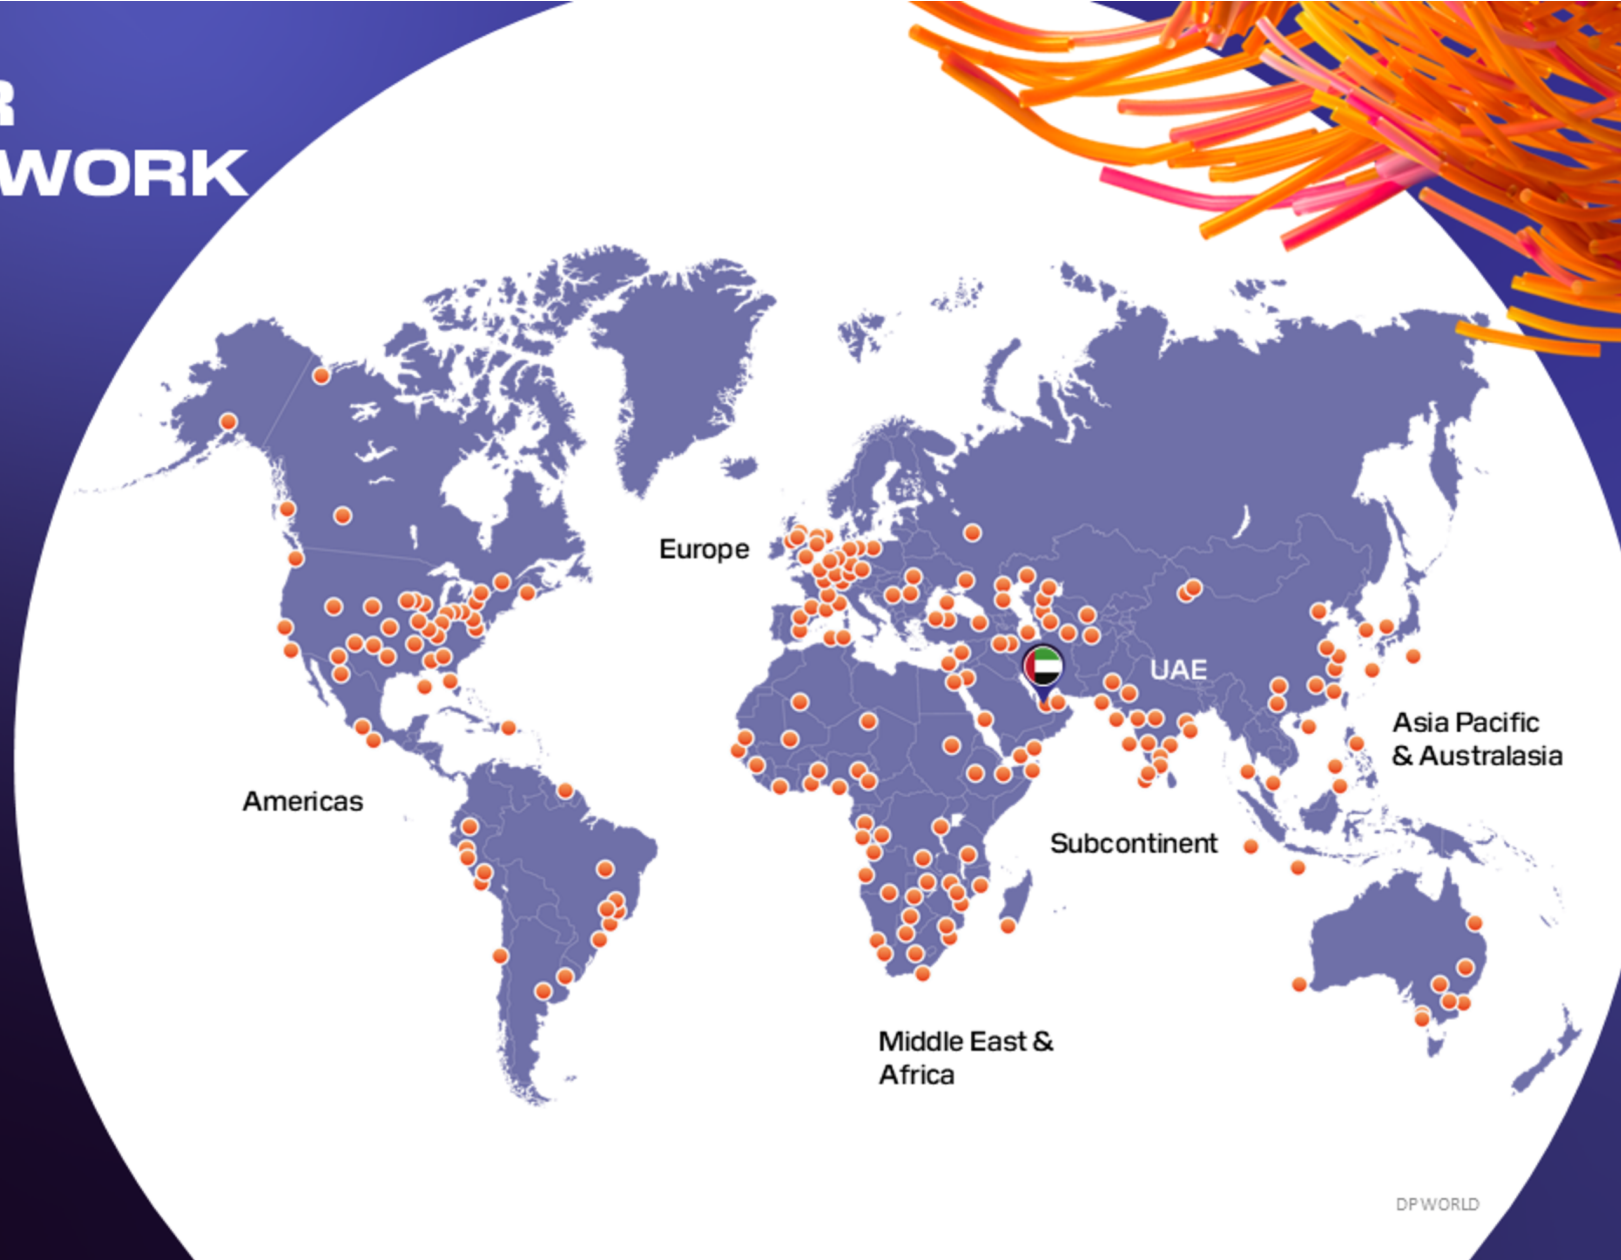 R
WORK
Europe
UAE
Asia Pacific
& Australasia
Americas
Subcontinent
Middle East &
Africa
DP WORLD